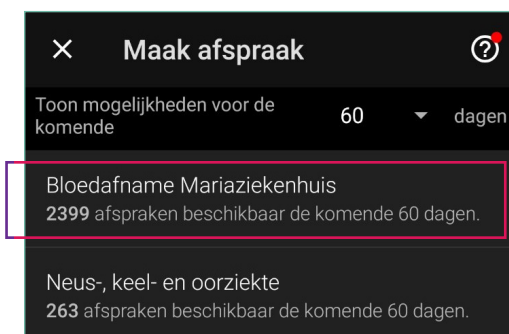 Maak afspraak
Toon mogelijkheden voor de
komende 60 dagen
Bloedafname Mariaziekenhuis
2399 afspraken beschikbaar de komende 60 dagen.
Neus-, keel- en oorziekte
263 afspraken beschikbaar de komende 60 dagen.